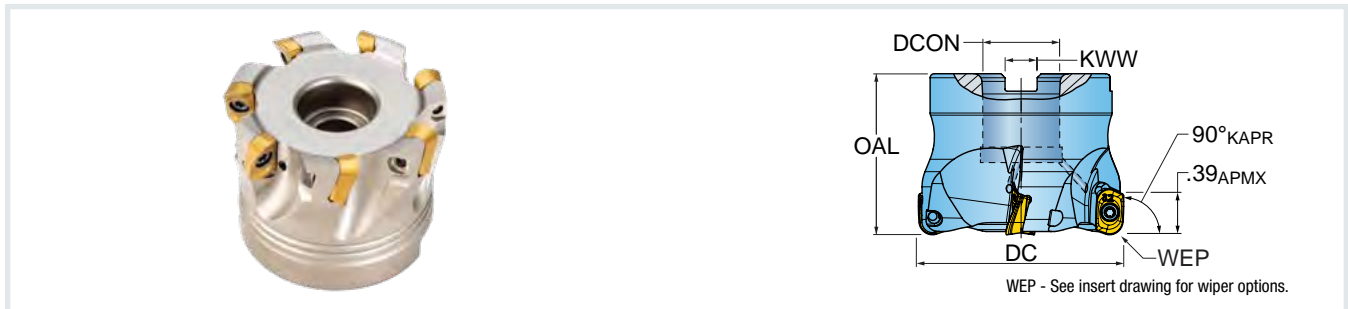 DCON
KWW
OAL
90°KAPR
.39APMX
DC
WEP
WEP - See insert drawing for wiper options.